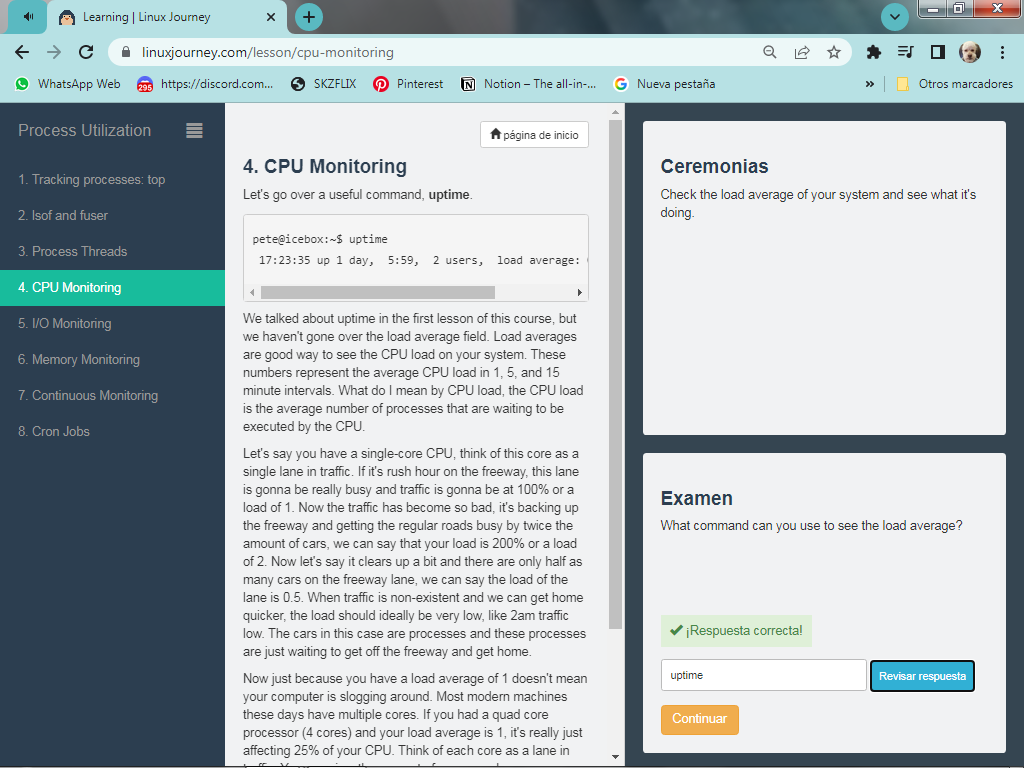 Learning | Linux Journey
linuxjourney.com/lesson/cpu-monitoring
WhatsApp Web
295
https://discord.com...
SKZFLIX
Pinterest
Notion – The all-in-...
Nueva pestaña
»
Otros marcadores
Process Utilization
1. Tracking processes: top
2. lsof and fuser
3. Process Threads
4. CPU Monitoring
5. I/O Monitoring
6. Memory Monitoring
7. Continuous Monitoring
8. Cron Jobs
página de inicio
4. CPU Monitoring
Let's go over a useful command, uptime.
pete@icebox:~$ uptime
17:23:35 up 1 day,  5:59,  2 users,  load average:
We talked about uptime in the first lesson of this course, but
we haven't gone over the load average field. Load averages
are good way to see the CPU load on your system. These
numbers represent the average CPU load in 1, 5, and 15
minute intervals. What do I mean by CPU load, the CPU load
is the average number of processes that are waiting to be
executed by the CPU.
Let's say you have a single-core CPU, think of this core as a
single lane in traffic. If it's rush hour on the freeway, this lane
is gonna be really busy and traffic is gonna be at 100% or a
load of 1. Now the traffic has become so bad, it's backing up
the freeway and getting the regular roads busy by twice the
amount of cars, we can say that your load is 200% or a load
of 2. Now let's say it clears up a bit and there are only half as
many cars on the freeway lane, we can say the load of the
lane is 0.5. When traffic is non-existent and we can get home
quicker, the load should ideally be very low, like 2am traffic
low. The cars in this case are processes and these processes
are just waiting to get off the freeway and get home.
Now just because you have a load average of 1 doesn't mean
your computer is slogging around. Most modern machines
these days have multiple cores. If you had a quad core
processor (4 cores) and your load average is 1, it's really just
affecting 25% of your CPU. Think of each core as a lane in
Ceremonias
Check the load average of your system and see what it's
doing.
Examen
What command can you use to see the load average?
¡Respuesta correcta!
uptime
Revisar respuesta
Continuar